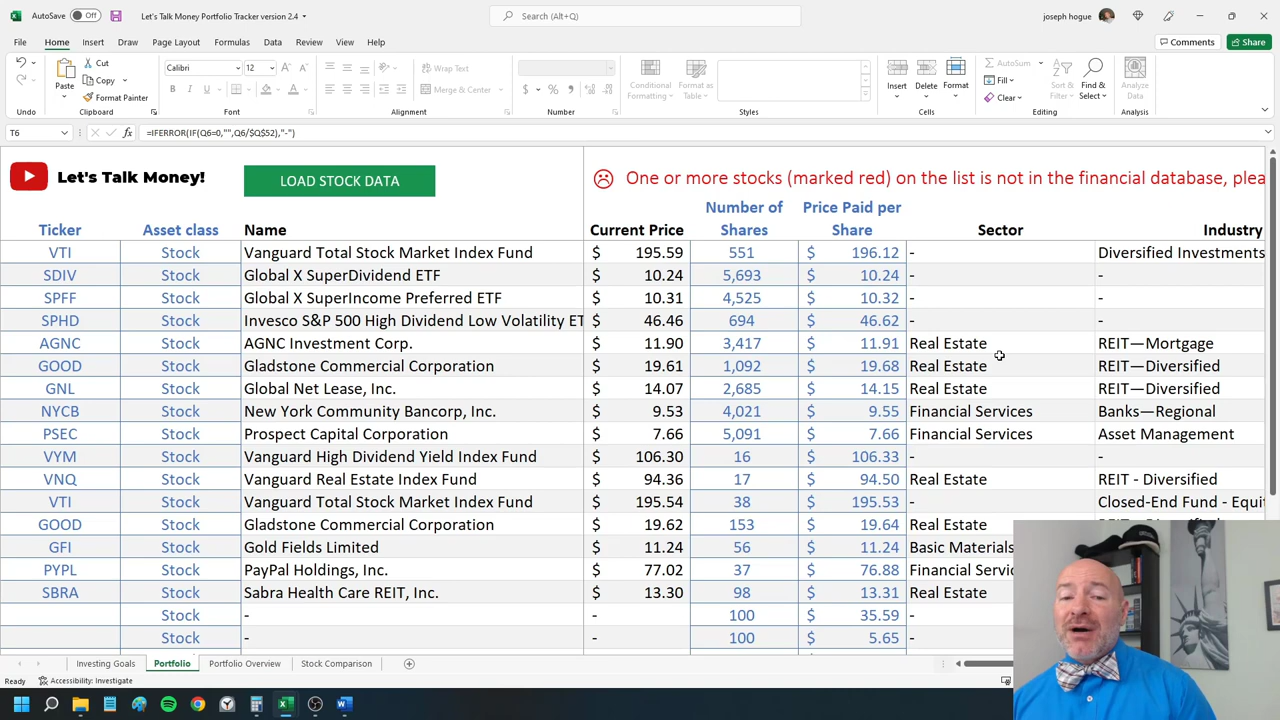 AutoSave Off Let's Talk Money Portfolio Tracker version 2.4 Search (Alt+Q) joseph hogue
File Home Insert Draw Page Layout Formulas Data Review View Help Comments Share
Paste Cut Copy Format Painter
Calibri 12
B I U
Wrap Text
Merge & Center
$ % 9
Conditional Formatting Format as Table
Insert Delete Format
AutoSum Fill Clear
Sort & Filter Find & Select Analyze Data
Undo Clipboard Font Alignment Number Styles Cells Editing Analysis
T6 fx =IFERROR(IF(Q6=0,"",Q6/$Q$52),"-")
Let's Talk Money! LOAD STOCK DATA One or more stocks (marked red) on the list is not in the financial database, plea
Ticker Asset class Name Current Price Number of Shares Price Paid per Share Sector Industry
VTI Stock Vanguard Total Stock Market Index Fund $ 195.59 551 $ 196.12 - Diversified Investments
SDIV Stock Global X SuperDividend ETF $ 10.24 5,693 $ 10.24 - -
SPFF Stock Global X SuperIncome Preferred ETF $ 10.31 4,525 $ 10.32 - -
SPHD Stock Invesco S&P 500 High Dividend Low Volatility ET $ 46.46 694 $ 46.62 - -
AGNC Stock AGNC Investment Corp. $ 11.90 3,417 $ 11.91 Real Estate REIT—Mortgage
GOOD Stock Gladstone Commercial Corporation $ 19.61 1,092 $ 19.68 Real Estate REIT—Diversified
GNL Stock Global Net Lease, Inc. $ 14.07 2,685 $ 14.15 Real Estate REIT—Diversified
NYCB Stock New York Community Bancorp, Inc. $ 9.53 4,021 $ 9.55 Financial Services Banks—Regional
PSEC Stock Prospect Capital Corporation $ 7.66 5,091 $ 7.66 Financial Services Asset Management
VYM Stock Vanguard High Dividend Yield Index Fund $ 106.30 16 $ 106.33 - -
VNQ Stock Vanguard Real Estate Index Fund $ 94.36 17 $ 94.50 Real Estate REIT - Diversified
VTI Stock Vanguard Total Stock Market Index Fund $ 195.54 38 $ 195.53 - Closed-End Fund - Equit
GOOD Stock Gladstone Commercial Corporation $ 19.62 153 $ 19.64 Real Estate
GFI Stock Gold Fields Limited $ 11.24 56 $ 11.24 Basic Materials
PYPL Stock PayPal Holdings, Inc. $ 77.02 37 $ 76.88 Financial Servic
SBRA Stock Sabra Health Care REIT, Inc. $ 13.30 98 $ 13.31 Real Estate
Stock - - 100 $ 35.59 -
Stock - - 100 $ 5.65 -
Investing Goals Portfolio Portfolio Overview Stock Comparison
Ready Accessibility: Investigate